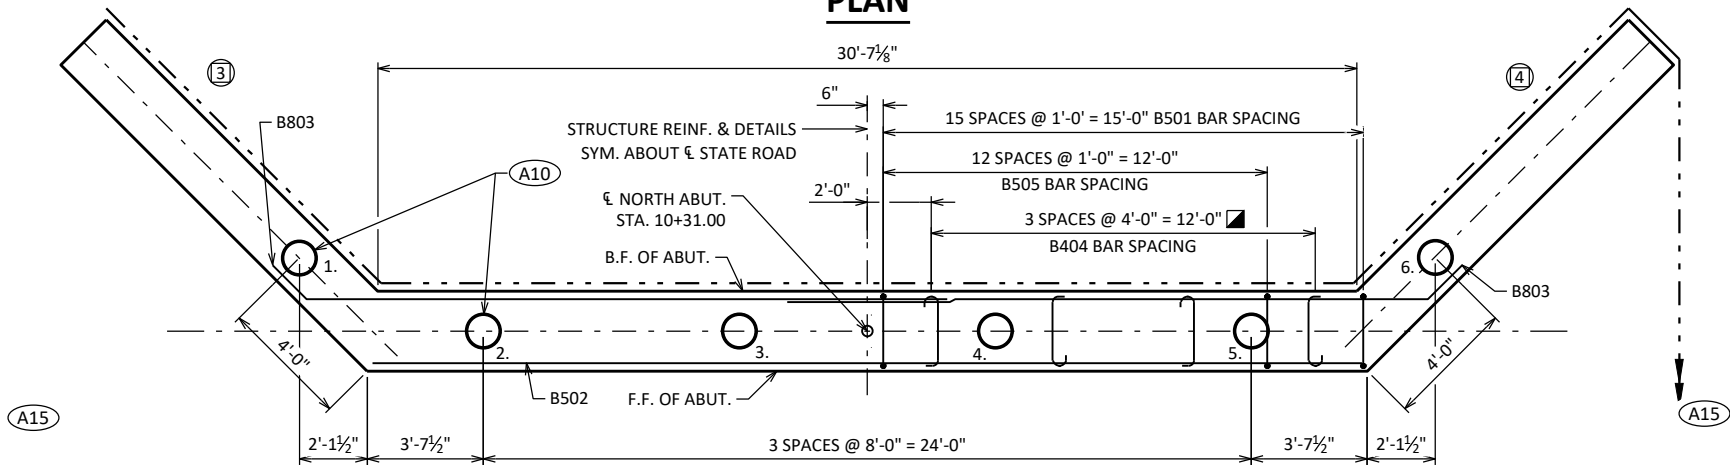 PLAN
30'-7⅛"
3
4
6"
15 SPACES @ 1'-0' = 15'-0" B501 BAR SPACING
B803
STRUCTURE REINF. & DETAILS
SYM. ABOUT ℄ STATE ROAD
12 SPACES @ 1'-0" = 12'-0"
B505 BAR SPACING
A10
2'-0"
℄ NORTH ABUT.
STA. 10+31.00
3 SPACES @ 4'-0" = 12'-0"
B404 BAR SPACING
B.F. OF ABUT.
1.
6.
B803
2.
3.
4.
5.
4'-0"
4'-0"
B502
F.F. OF ABUT.
A15
A15
2'-1½"
3'-7½"
3 SPACES @ 8'-0" = 24'-0"
3'-7½"
2'-1½"